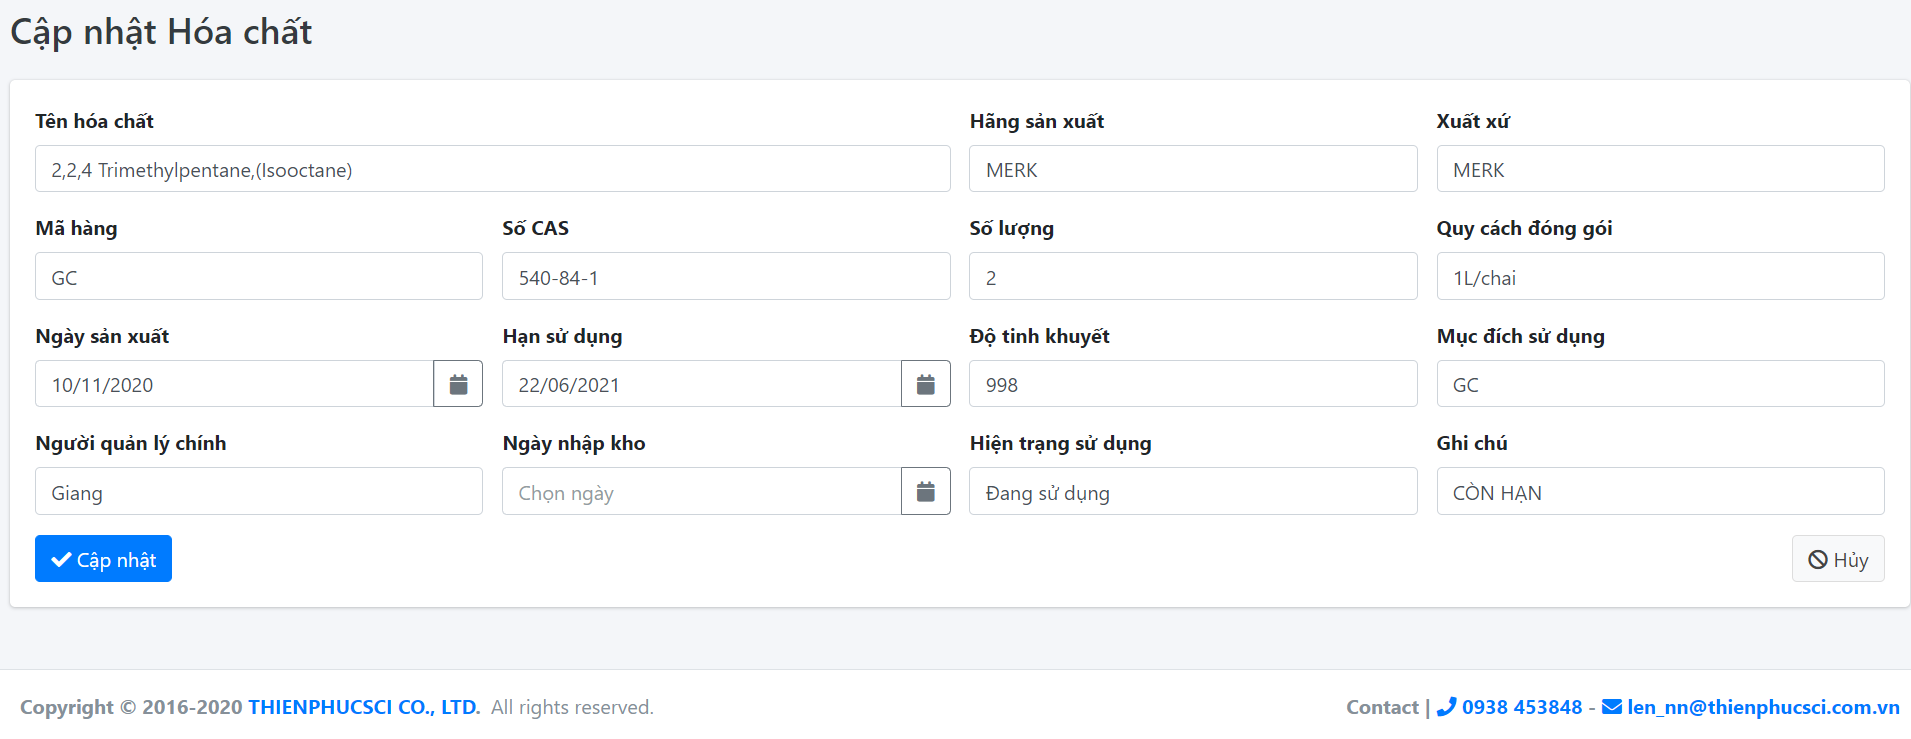 Cập nhật Hóa chất
Tên hóa chất Hãng sản xuất Xuất xứ
2,2,4 Trimethylpentane,(Isooctane) MERK MERK
Mã hàng Số CAS Số lượng Quy cách đóng gói
GC 540-84-1 2 1L/chai
Ngày sản xuất Hạn sử dụng Độ tinh khuyết Mục đích sử dụng
10/11/2020 22/06/2021 998 GC
Người quản lý chính Ngày nhập kho Hiện trạng sử dụng Ghi chú
Giang Chọn ngày Đang sử dụng CÒN HẠN
Cập nhật Hủy
Copyright © 2016-2020 THIENPHUCSCI CO., LTD. All rights reserved. Contact | 0938 453848 - len_nn@thienphucsci.com.vn